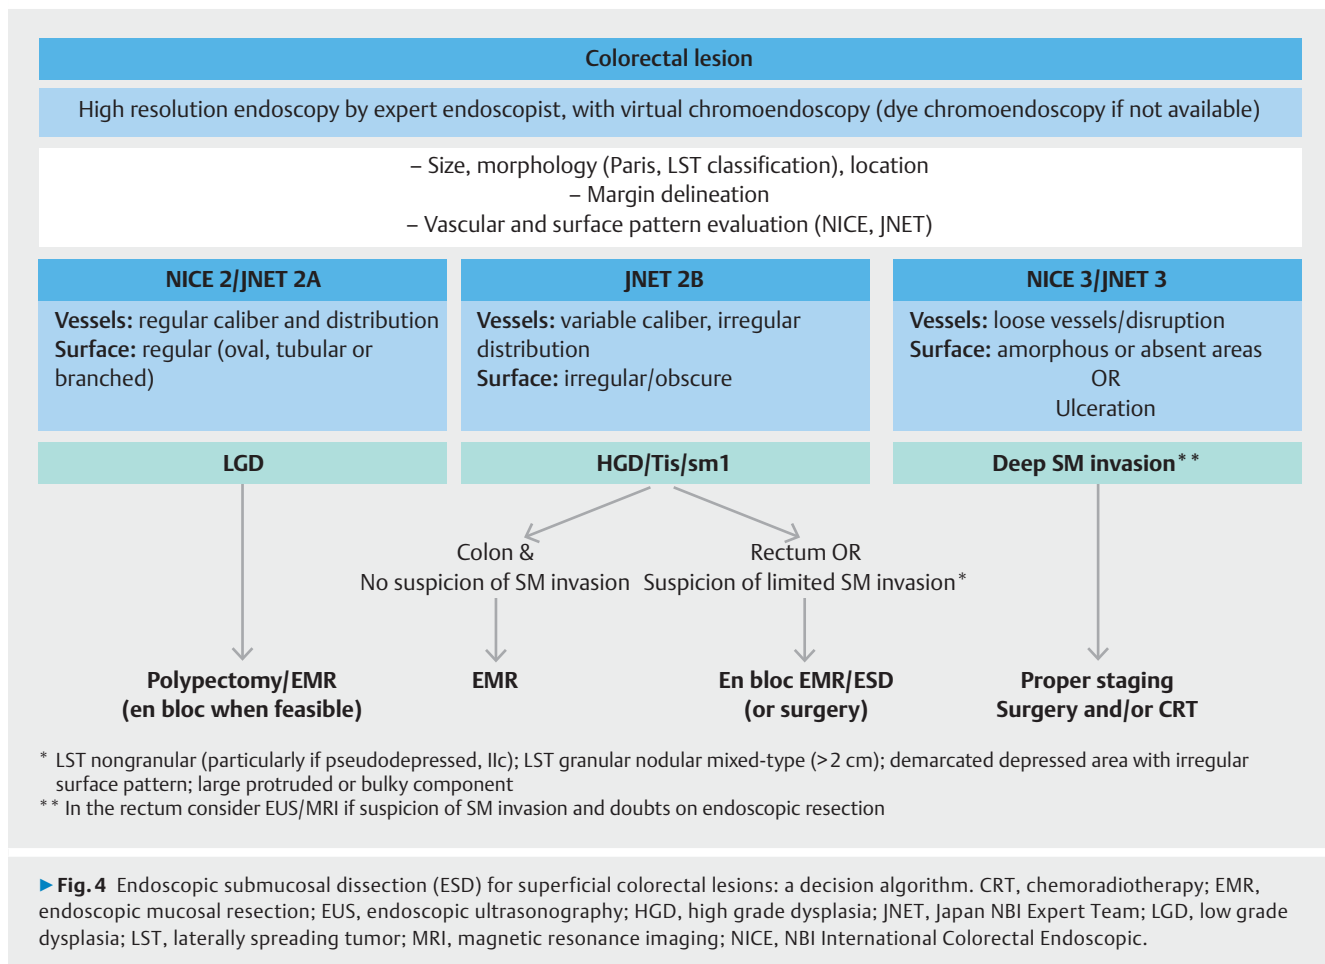 Colorectal lesion
High resolution endoscopy by expert endoscopist, with virtual chromoendoscopy (dye chromoendoscopy if not available)
– Size, morphology (Paris, LST classification), location
– Margin delineation
– Vascular and surface pattern evaluation (NICE, JNET)
NICE 2/JNET 2A
Vessels: regular caliber and distribution
Surface: regular (oval, tubular or
branched)
JNET 2B
Vessels: variable caliber, irregular
distribution
Surface: irregular/obscure
NICE 3/JNET 3
Vessels: loose vessels/disruption
Surface: amorphous or absent areas
OR
Ulceration
LGD
HGD/Tis/sm1
Deep SM invasion**
Colon &
No suspicion of SM invasion
Rectum OR
Suspicion of limited SM invasion*
Polypectomy/EMR
(en bloc when feasible)
EMR
En bloc EMR/ESD
(or surgery)
Proper staging
Surgery and/or CRT
* LST nongranular (particularly if pseudodepressed, IIc); LST granular nodular mixed-type (>2 cm); demarcated depressed area with irregular
surface pattern; large protruded or bulky component
** In the rectum consider EUS/MRI if suspicion of SM invasion and doubts on endoscopic resection
▶Fig. 4 Endoscopic submucosal dissection (ESD) for superficial colorectal lesions: a decision algorithm. CRT, chemoradiotherapy; EMR,
endoscopic mucosal resection; EUS, endoscopic ultrasonography; HGD, high grade dysplasia; JNET, Japan NBI Expert Team; LGD, low grade
dysplasia; LST, laterally spreading tumor; MRI, magnetic resonance imaging; NICE, NBI International Colorectal Endoscopic.